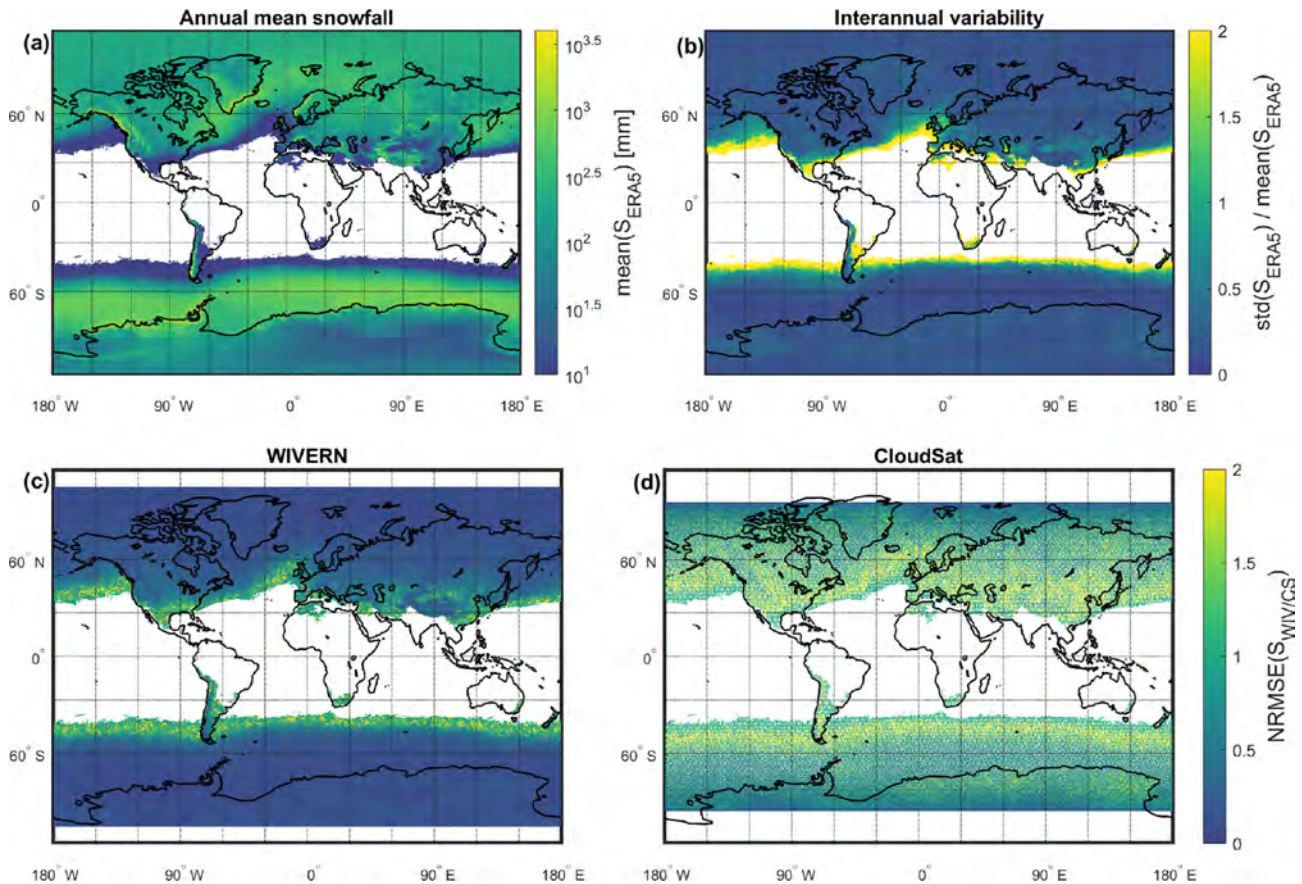 Annual mean snowfall
(a)
60° N
0°
60° S
180° W
90° W
0°
90° E
180° E
10^3.5
10^3
10^2.5
10^2
10^1.5
10^1
mean(S_ERA5) [mm]
Interannual variability
(b)
60° N
0°
60° S
180° W
90° W
0°
90° E
180° E
2
1.5
1
0.5
0
std(S_ERA5) / mean(S_ERA5)
WIVERN
(c)
60° N
0°
60° S
180° W
90° W
0°
90° E
180° E
CloudSat
(d)
60° N
0°
60° S
180° W
90° W
0°
90° E
180° E
2
1.5
1
0.5
0
NRMSE(S_WIV/CS)